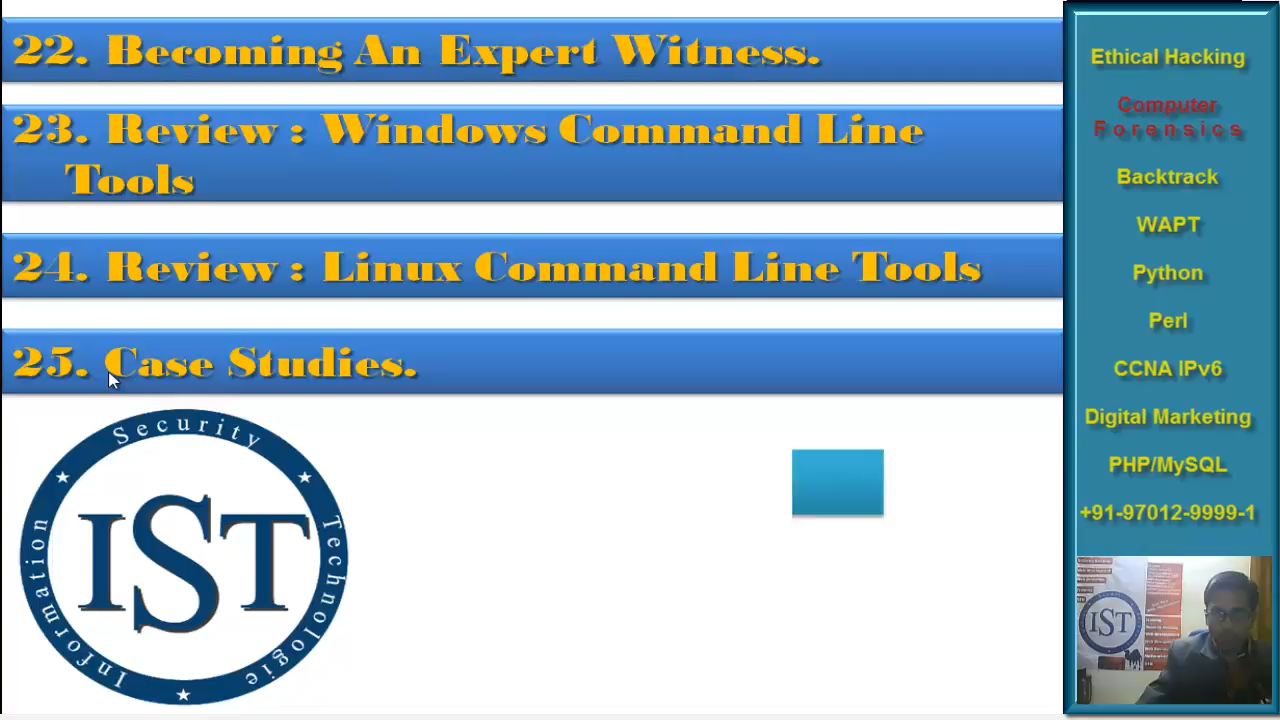 22. Becoming An Expert Witness.
23. Review : Windows Command Line
Tools
24. Review : Linux Command Line Tools
25. Case Studies.
Information Security Technologie
IST
Ethical Hacking
Computer
Forensics
Backtrack
WAPT
Python
Perl
CCNA IPv6
Digital Marketing
PHP/MySQL
+91-97012-9999-1
IST